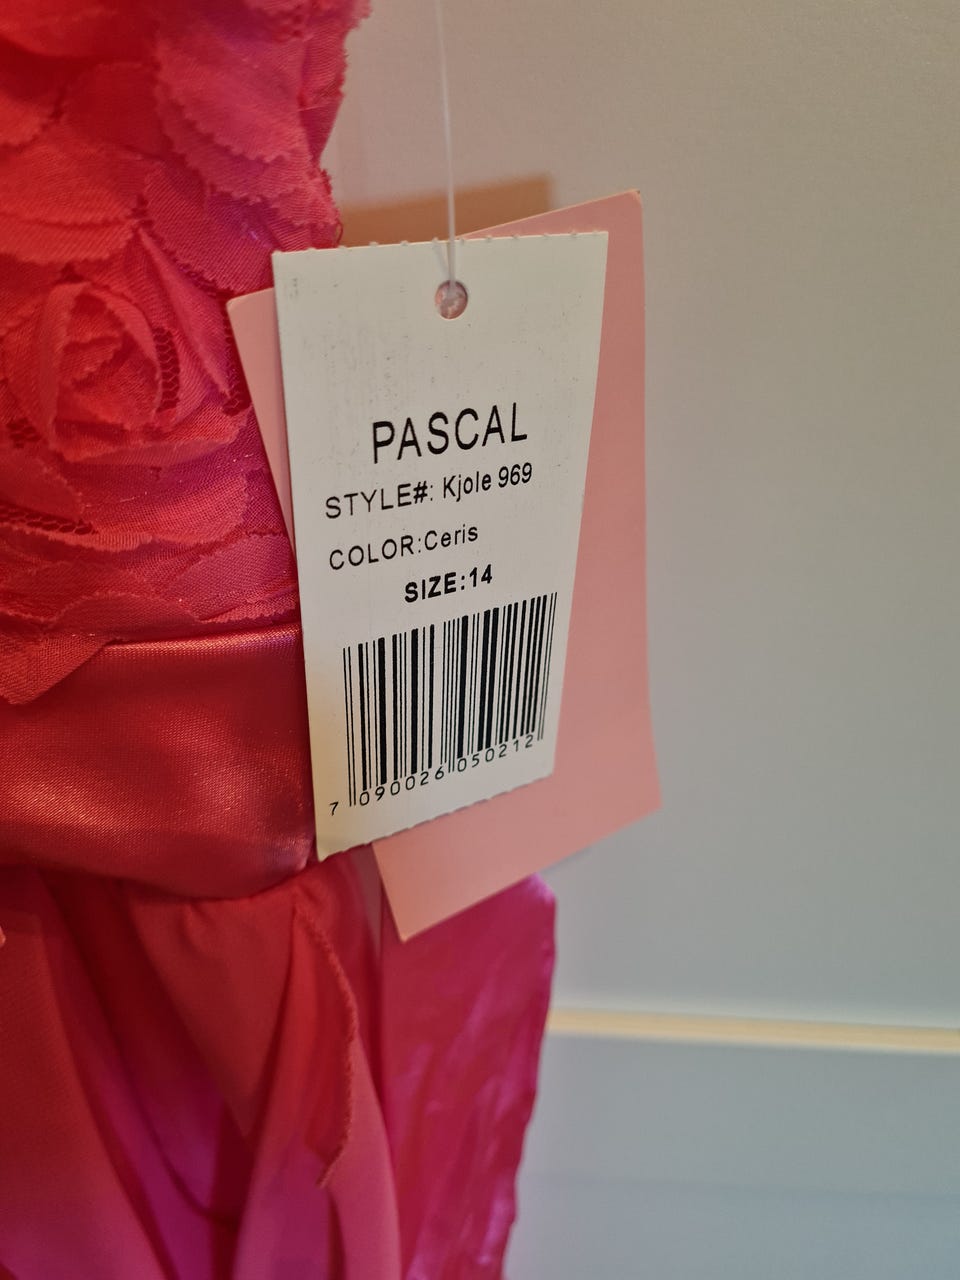 PASCAL
STYLE#: Kjole 969
COLOR:Ceris
SIZE:14
7 090026 050212